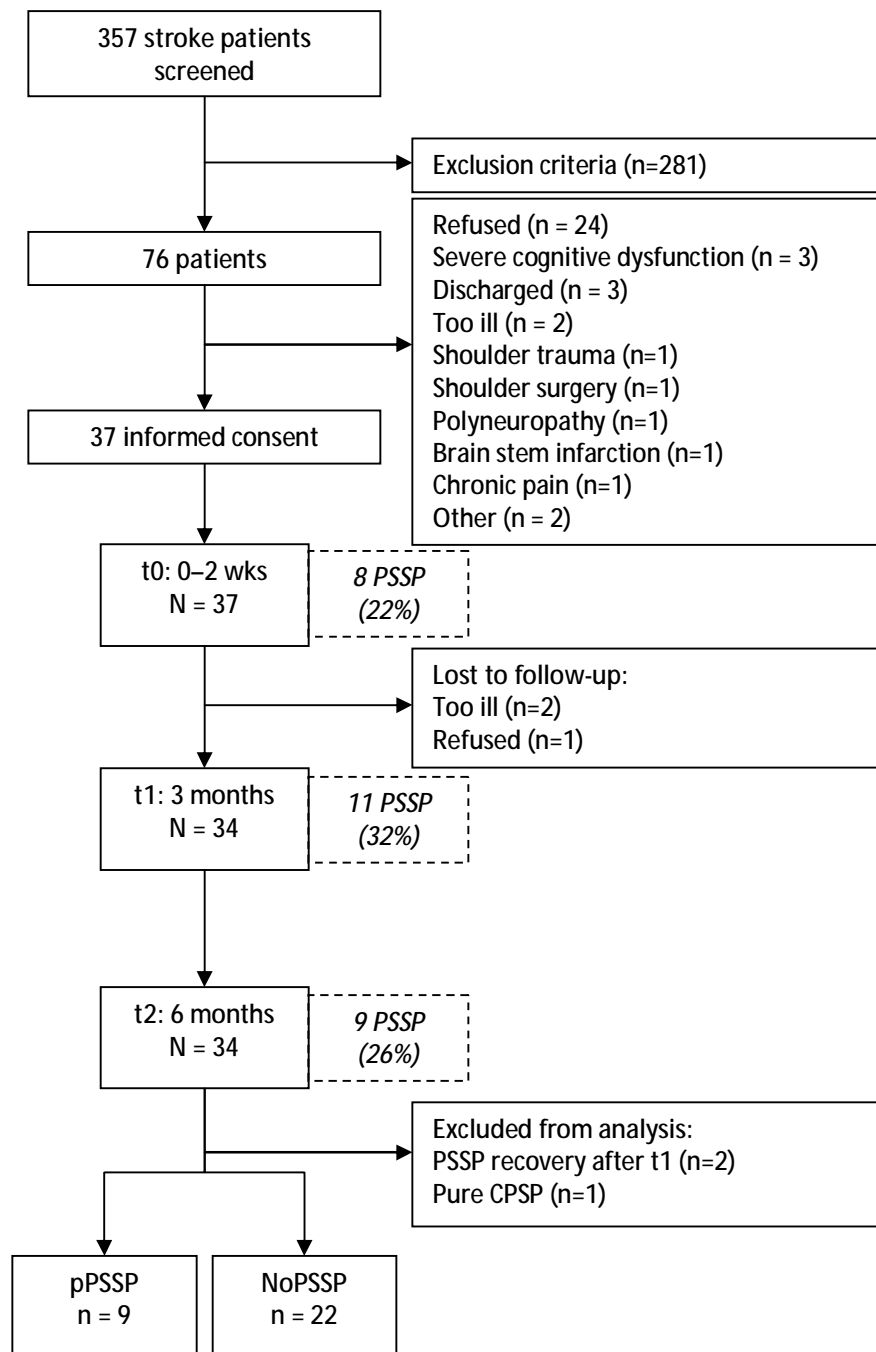 357 stroke patients
screened
Exclusion criteria (n=281)
76 patients
Refused (n = 24)
Severe cognitive dysfunction (n = 3)
Discharged (n = 3)
Too ill (n = 2)
Shoulder trauma (n=1)
Shoulder surgery (n=1)
Polyneuropathy (n=1)
Brain stem infarction (n=1)
Chronic pain (n=1)
Other (n = 2)
37 informed consent
t0: 0–2 wks
N = 37
8 PSSP
(22%)
Lost to follow-up:
Too ill (n=2)
Refused (n=1)
t1: 3 months
N = 34
11 PSSP
(32%)
t2: 6 months
N = 34
9 PSSP
(26%)
Excluded from analysis:
PSSP recovery after t1 (n=2)
Pure CPSP (n=1)
pPSSP
n = 9
NoPSSP
n = 22